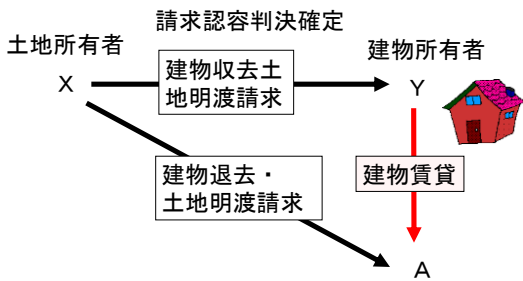 請求認容判決確定
土地所有者
建物所有者
X
建物収去土
地明渡請求
Y
建物退去・
土地明渡請求
建物賃貸
A